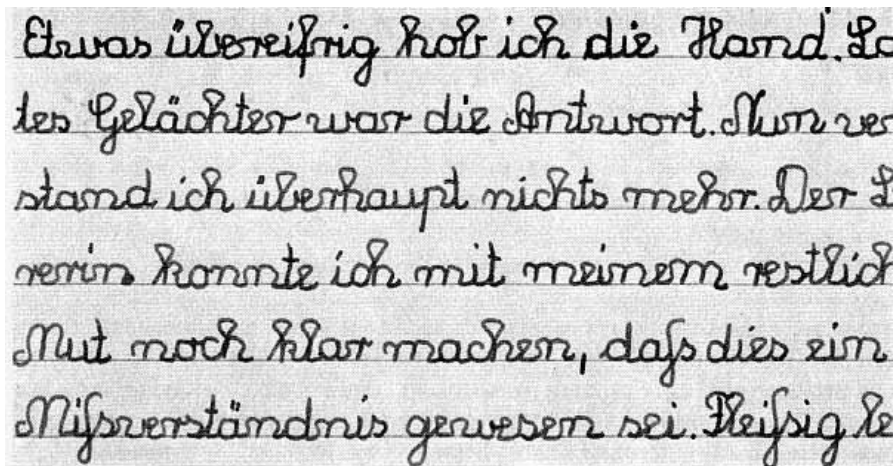 Etwas übereifrig hob ich die Hand.
tes Gelächter war die Antwort. Nun ver
stand ich überhaupt nichts mehr. Der
rerin konnte ich mit meinem restlich
Mut noch klar machen, daß dies ein
Mißverständnis gewesen sei. Fleißig le